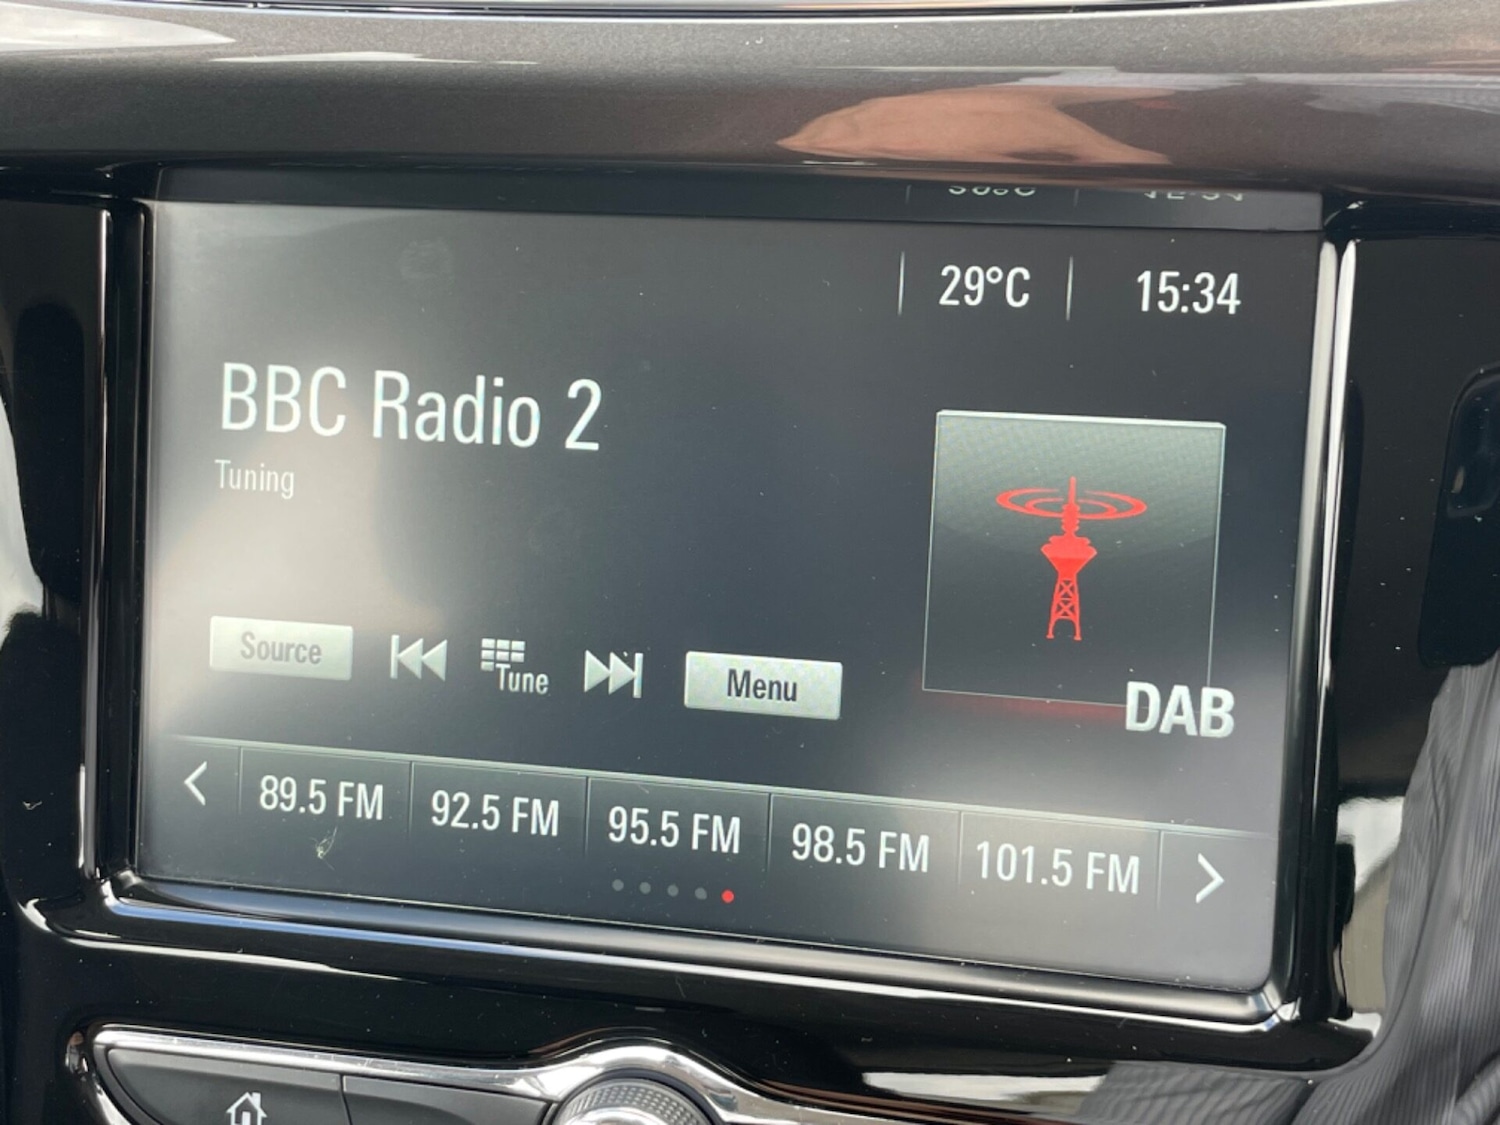 29°C 15:34
BBC Radio 2
Tuning
Source Tune Menu
DAB
89.5 FM 92.5 FM 95.5 FM 98.5 FM 101.5 FM